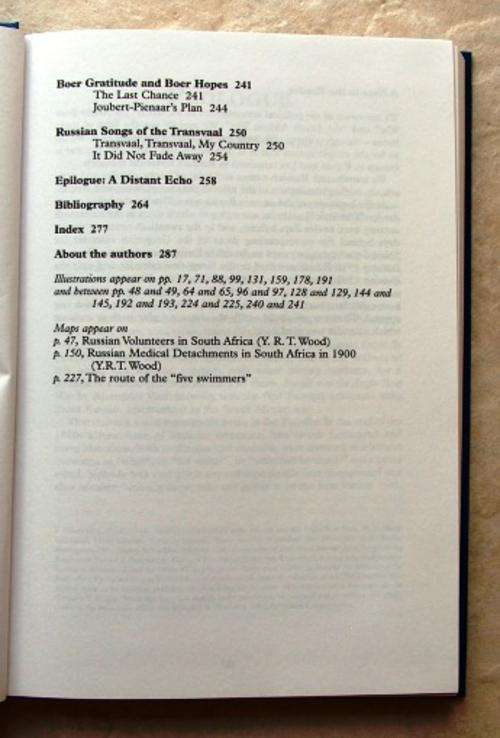 Boer Gratitude and Boer Hopes 241
The Last Chance 241
Joubert-Pienaar's Plan 244
Russian Songs of the Transvaal 250
Transvaal, Transvaal, My Country 250
It Did Not Fade Away 254
Epilogue: A Distant Echo 258
Bibliography 264
Index 277
About the authors 287
Illustrations appear on pp. 17, 71, 88, 99, 131, 159, 178, 191
and between pp. 48 and 49, 64 and 65, 96 and 97, 128 and 129, 144 and
145, 192 and 193, 224 and 225, 240 and 241
Maps appear on
p. 47, Russian Volunteers in South Africa (Y. R. T. Wood)
p. 150, Russian Medical Detachments in South Africa in 1900
(Y.R.T. Wood)
p. 227, The route of the "five swimmers"